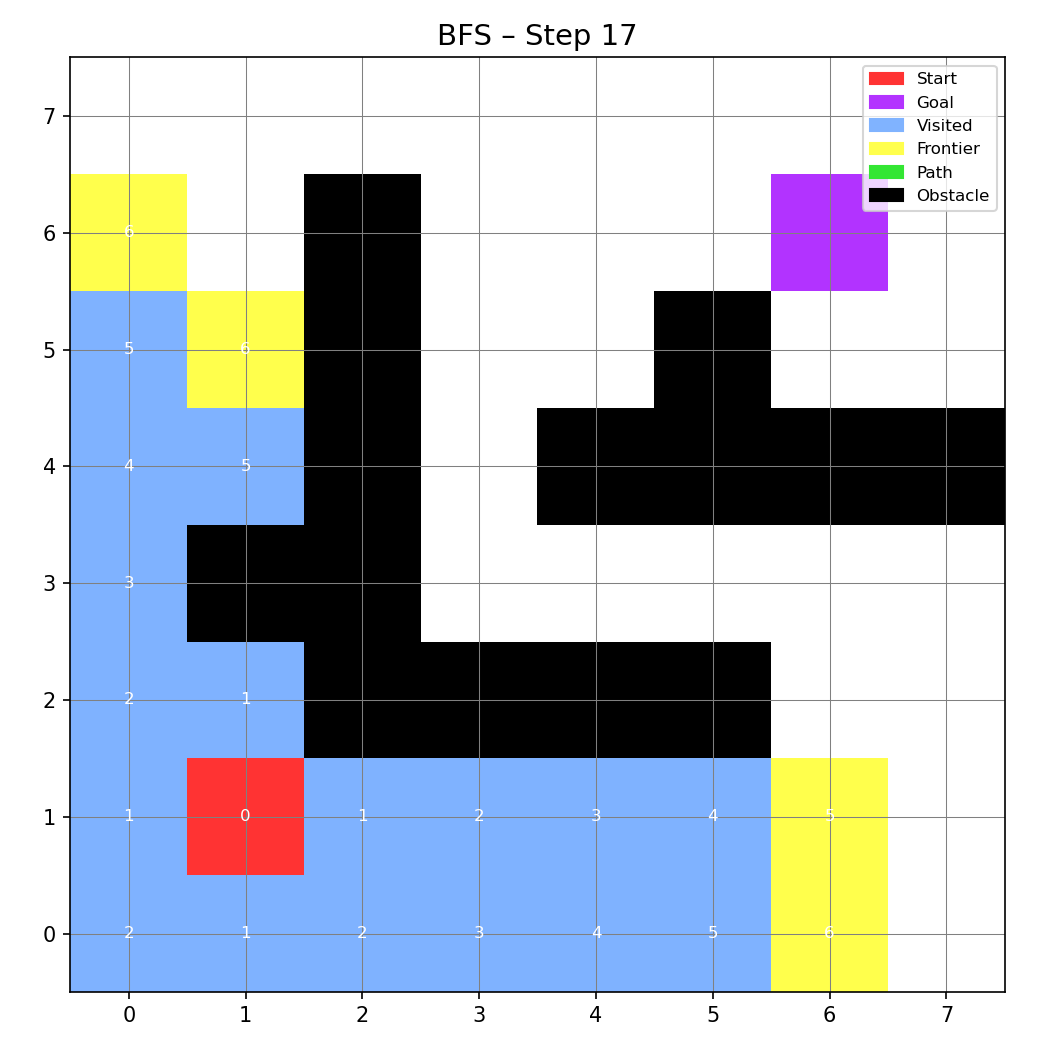 BFS – Step 17
Start
Goal
Visited
Frontier
Path
Obstacle
7
6 6
5 5 6
4 4 5
3 3
2 2 1
1 1 0 1 2 3 4 5
0 2 1 2 3 4 5 6
0 1 2 3 4 5 6 7